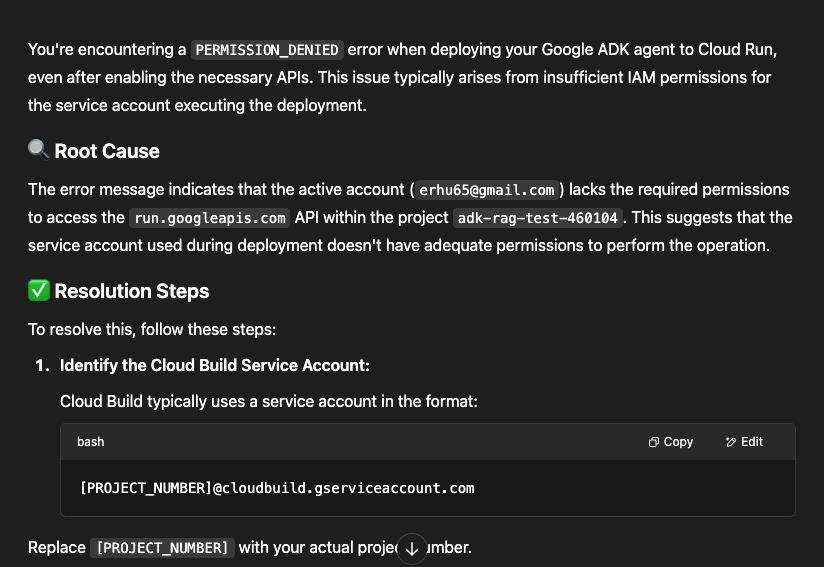 You're encountering a PERMISSION_DENIED error when deploying your Google ADK agent to Cloud Run,
even after enabling the necessary APIs. This issue typically arises from insufficient IAM permissions for
the service account executing the deployment.
🔍 Root Cause
The error message indicates that the active account (erhu65@gmail.com) lacks the required permissions
to access the run.googleapis.com API within the project adk-rag-test-460104. This suggests that the
service account used during deployment doesn't have adequate permissions to perform the operation.
✅ Resolution Steps
To resolve this, follow these steps:
1. Identify the Cloud Build Service Account:
Cloud Build typically uses a service account in the format:
bash Copy Edit
[PROJECT_NUMBER]@cloudbuild.gserviceaccount.com
Replace [PROJECT_NUMBER] with your actual